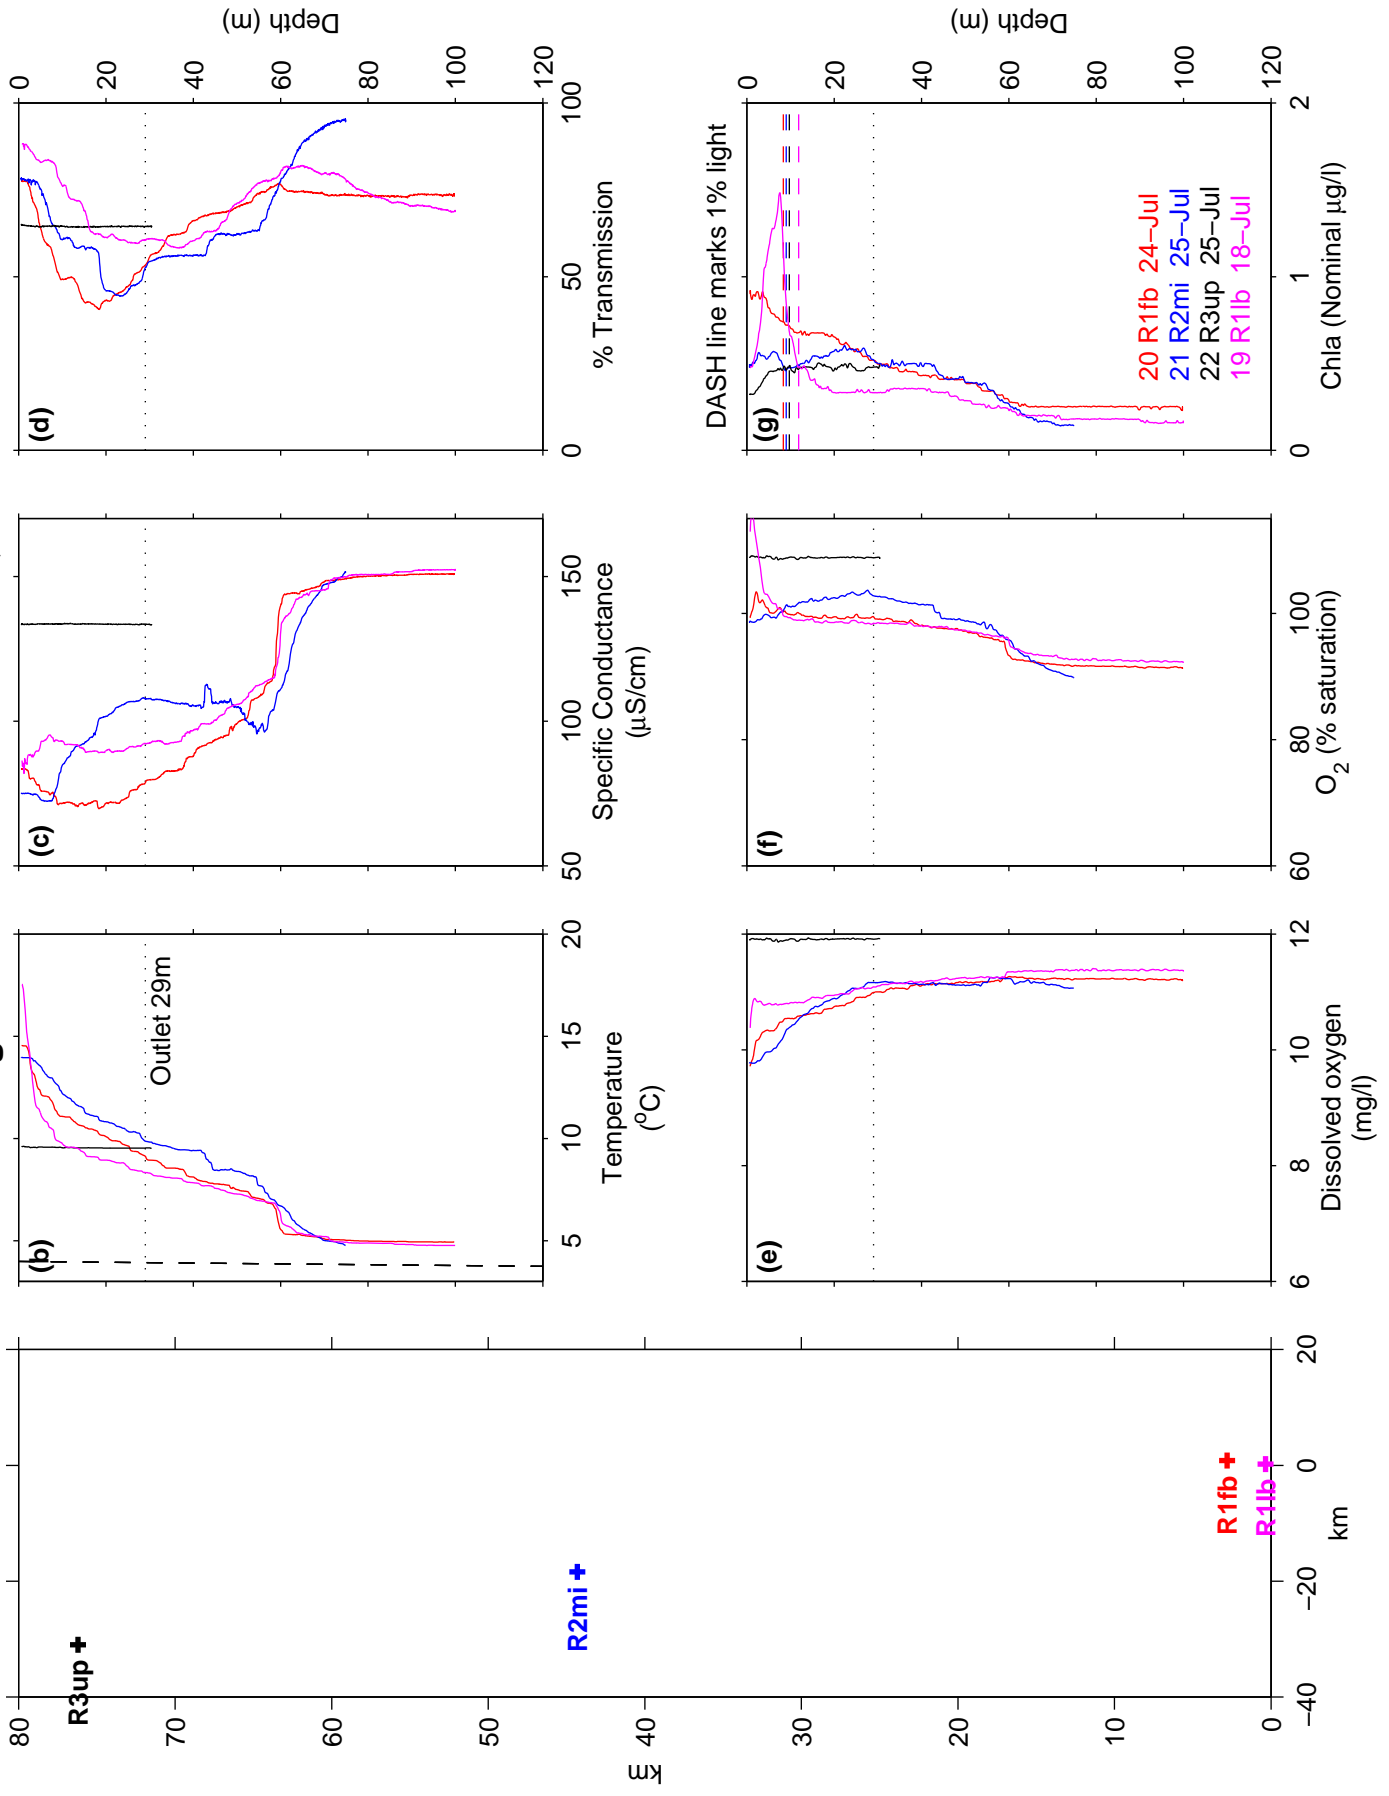 80
70
60
50
40
30
20
10
0
km
−40
−20
0
20
km
R3up
R2mi
R1fb
R1lb
(b)
5
10
15
20
Temperature
(oC)
Outlet 29m
(c)
50
100
150
Specific Conductance
(µS/cm)
(d)
0
50
100
% Transmission
0
20
40
60
80
100
120
Depth (m)
(e)
6
8
10
12
Dissolved oxygen
(mg/l)
(f)
60
80
100
O2 (% saturation)
DASH line marks 1% light
(g)
0
1
2
Chla (Nominal µg/l)
20 R1fb 24−Jul
21 R2mi 25−Jul
22 R3up 25−Jul
19 R1lb 18−Jul
0
20
40
60
80
100
120
Depth (m)